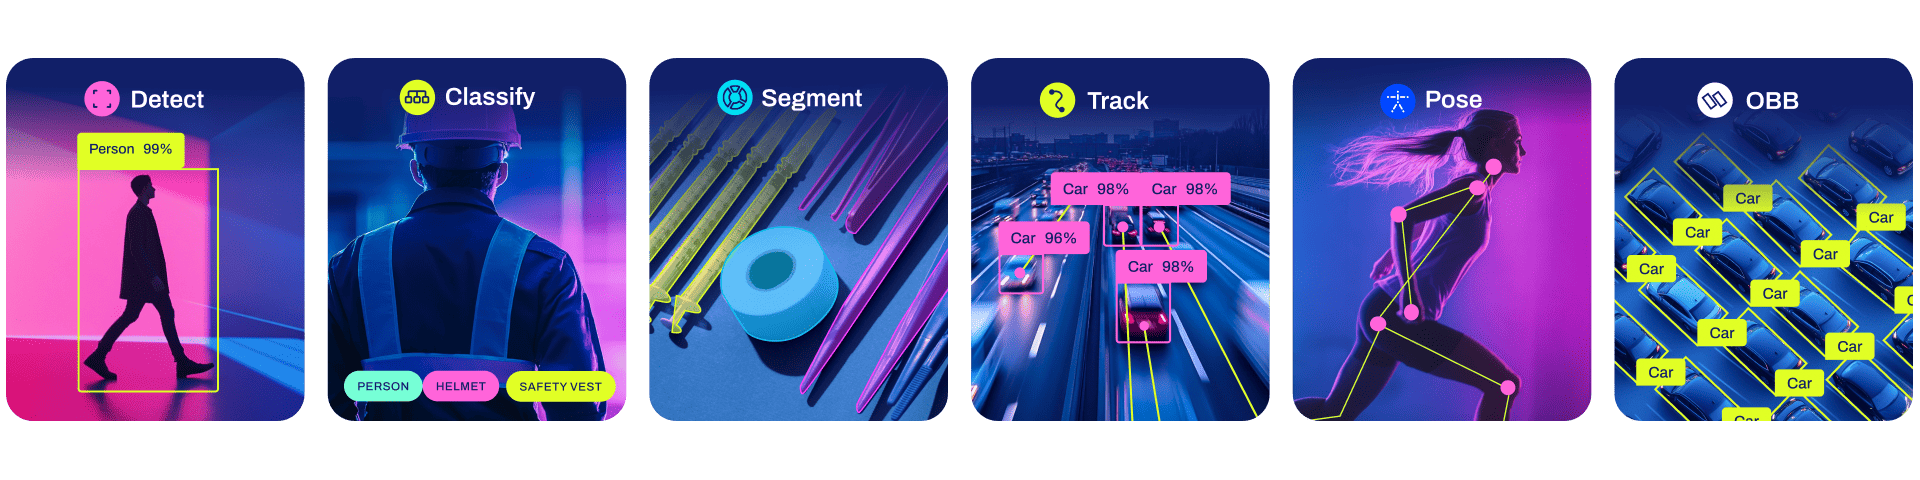 Detect
Person 99%
Classify
PERSON
HELMET
SAFETY VEST
Segment
Track
Car 98%
Car 98%
Car 96%
Car 98%
Pose
OBB
Car
Car
Car
Car
Car
Car
Car
Car
Car
Car
Car